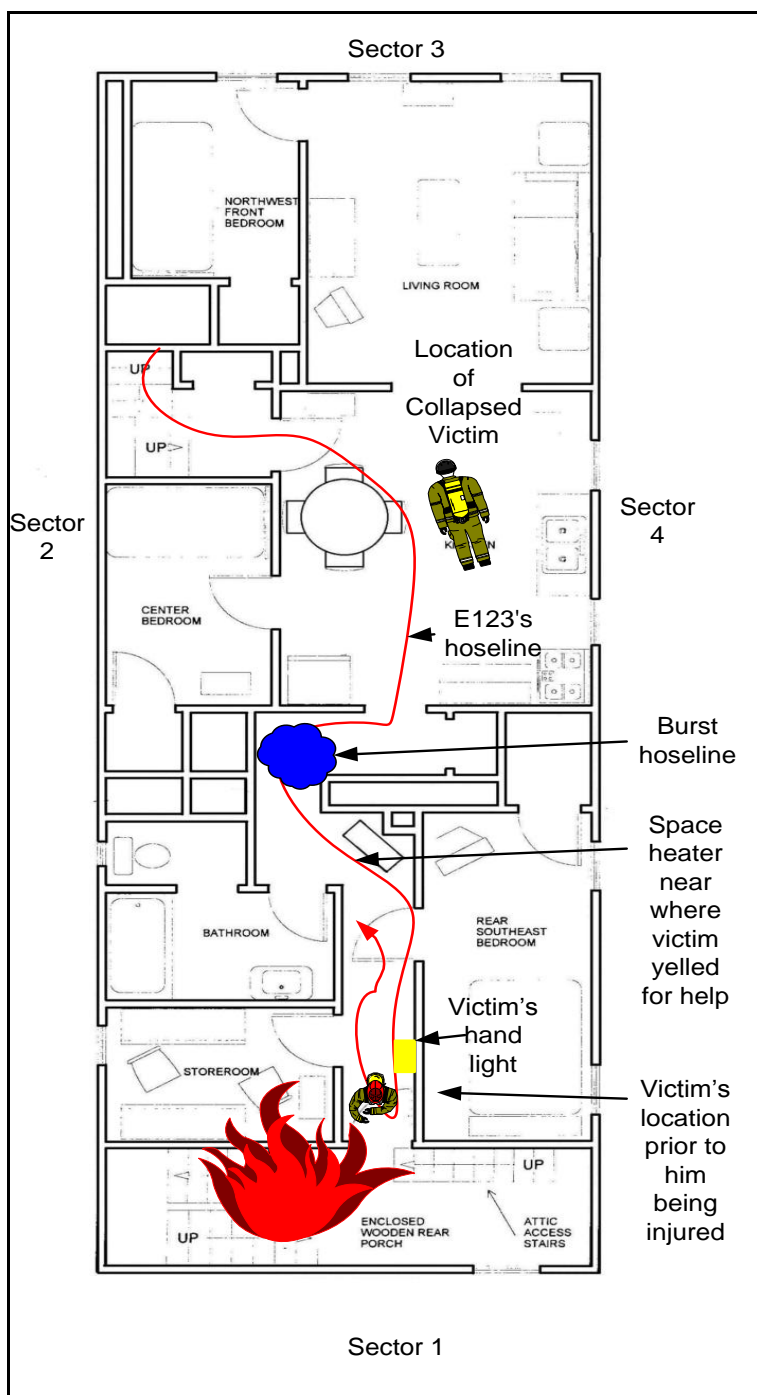 Sector 3
NORTHWEST
FRONT
BEDROOM
LIVING ROOM
Location
of
Collapsed
Victim
UP
UP
Sector
2
Sector
4
CENTER
BEDROOM
E123's
hoseline
Burst
hoseline
Space
heater
near
where
victim
yelled
for help
BATHROOM
REAR
SOUTHEAST
BEDROOM
Victim's
hand
light
STOREROOM
Victim's
location
prior to
him
being
injured
UP
UP
ENCLOSED
WOODEN REAR
PORCH
ATTIC
ACCESS
STAIRS
Sector 1